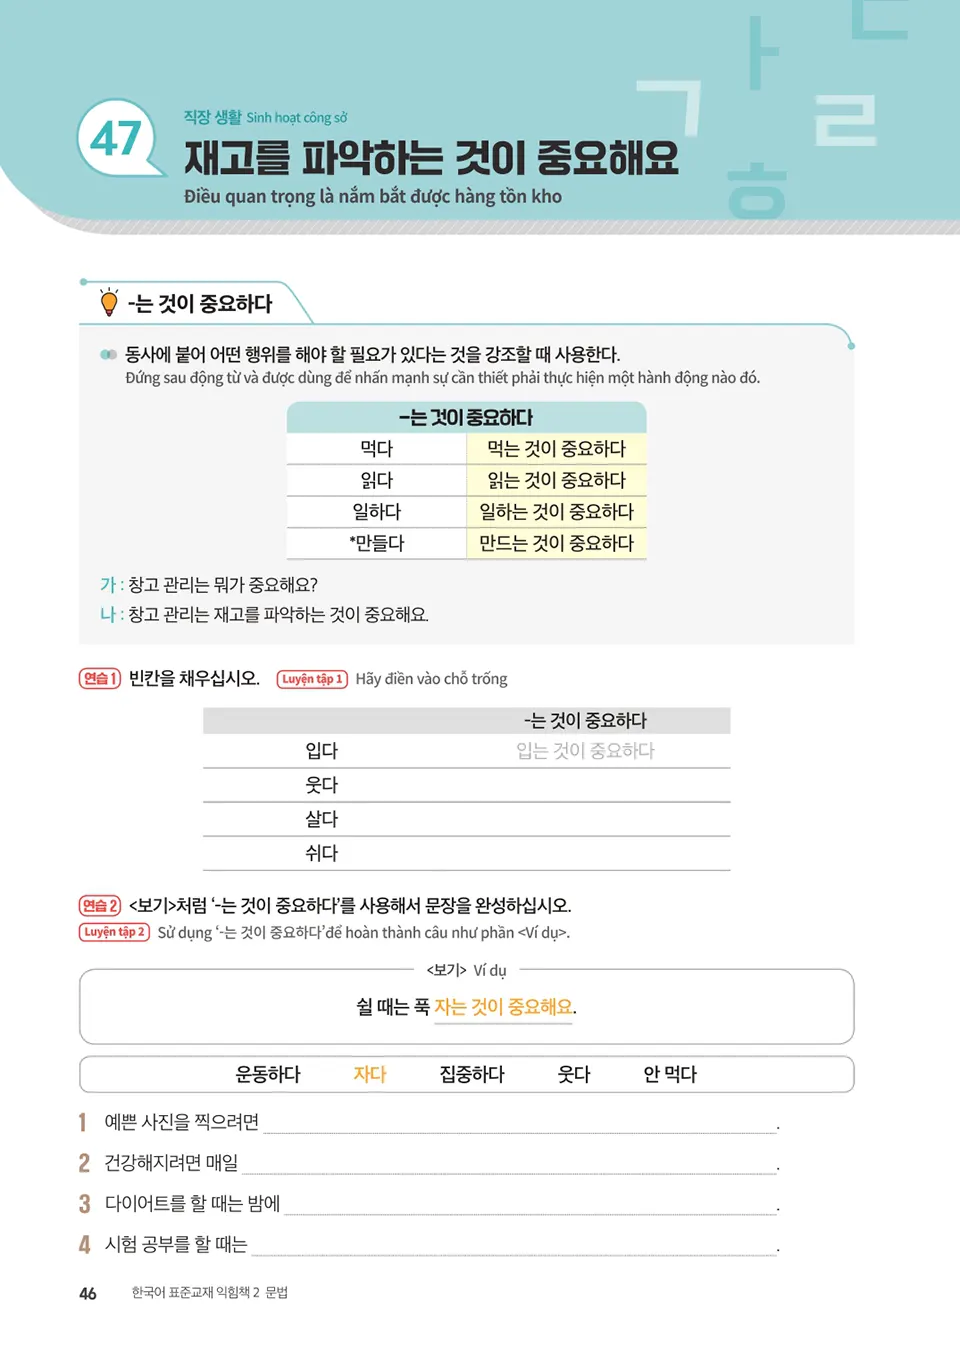 ㄱ ㅏ ㄴ ㄹ ㅎ
47
직장 생활 Sinh hoạt công sở
재고를 파악하는 것이 중요해요
Điều quan trọng là nắm bắt được hàng tồn kho
-는 것이 중요하다
동사에 붙어 어떤 행위를 해야 할 필요가 있다는 것을 강조할 때 사용한다.
Đứng sau động từ và được dùng để nhấn mạnh sự cần thiết phải thực hiện một hành động nào đó.
-는 것이 중요하다
먹다 먹는 것이 중요하다
읽다 읽는 것이 중요하다
일하다 일하는 것이 중요하다
*만들다 만드는 것이 중요하다
가 : 창고 관리는 뭐가 중요해요?
나 : 창고 관리는 재고를 파악하는 것이 중요해요.
연습 1 빈칸을 채우십시오. Luyện tập 1 Hãy điền vào chỗ trống
-는 것이 중요하다
입다 입는 것이 중요하다
웃다
살다
쉬다
연습 2 <보기>처럼 ‘-는 것이 중요하다’를 사용해서 문장을 완성하십시오.
Luyện tập 2 Sử dụng ‘-는 것이 중요하다’để hoàn thành câu như phần <Ví dụ>.
<보기> Ví dụ
쉴 때는 푹 자는 것이 중요해요.
운동하다 자다 집중하다 웃다 안 먹다
1 예쁜 사진을 찍으려면 .
2 건강해지려면 매일 .
3 다이어트를 할 때는 밤에 .
4 시험 공부를 할 때는 .
46 한국어 표준교재 익힘책 2 문법